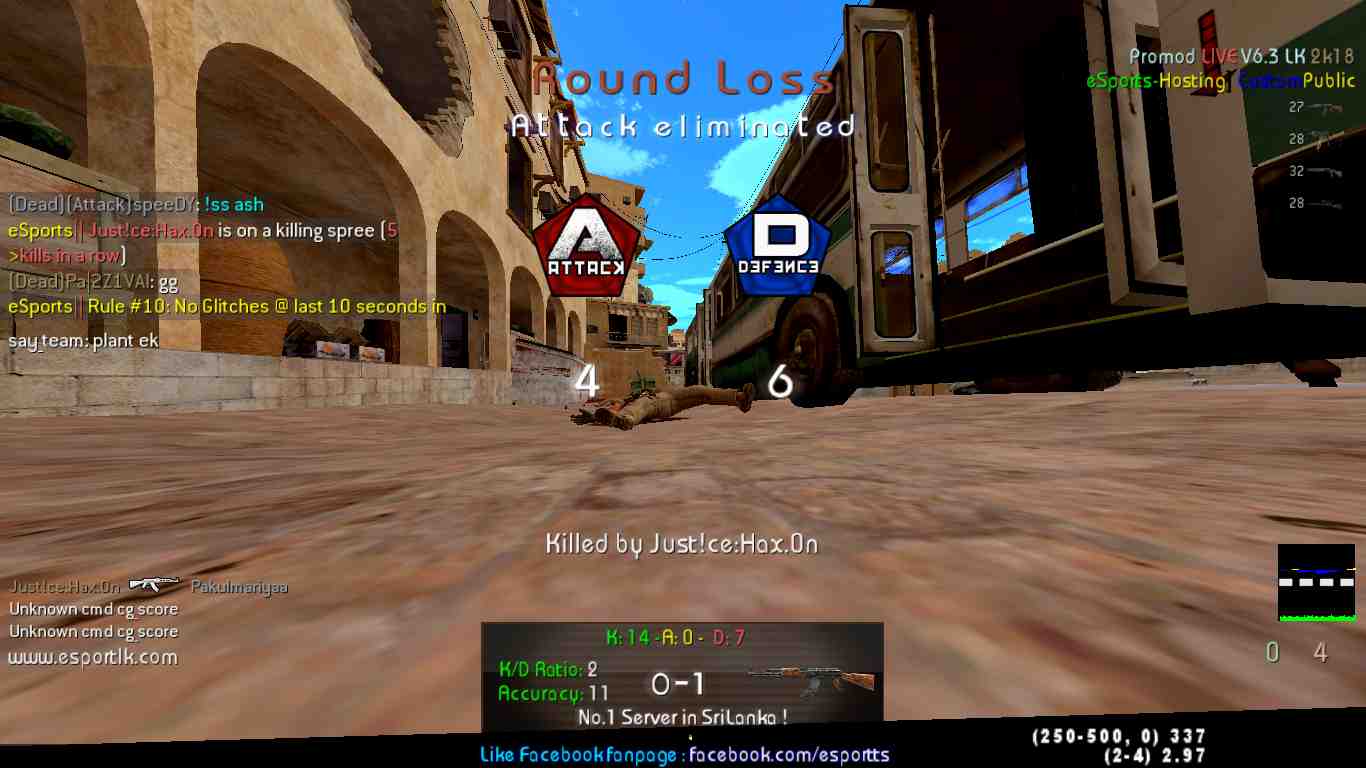 Promod LIVE V6.3 LK 2k18
eSports-Hosting | CustomPublic
27
28
32
28
Round Loss
Attack eliminated
[Dead](Attack)speeDY: !ss ash
eSports || Just!ce:Hax.0n is on a killing spree (5
>kills in a row)
[Dead]Pa|2Z1VA!: gg
eSports || Rule #10: No Glitches @ last 10 seconds in
say_team: plant ek
A
ATTACK
D
D3F3NC3
4
6
Killed by Just!ce:Hax.0n
Just!ce:Hax.0n Pakulmariyaa
Unknown cmd cg_score
Unknown cmd cg_score
www.esportlk.com
K: 14 -A: 0 - D: 7
K/D Ratio: 2
Accuracy: 11
0-1
No.1 Server in SriLanka !
Like Facebookfanpage : facebook.com/esportts
0 4
(250-500, 0) 337
(2-4) 2.97